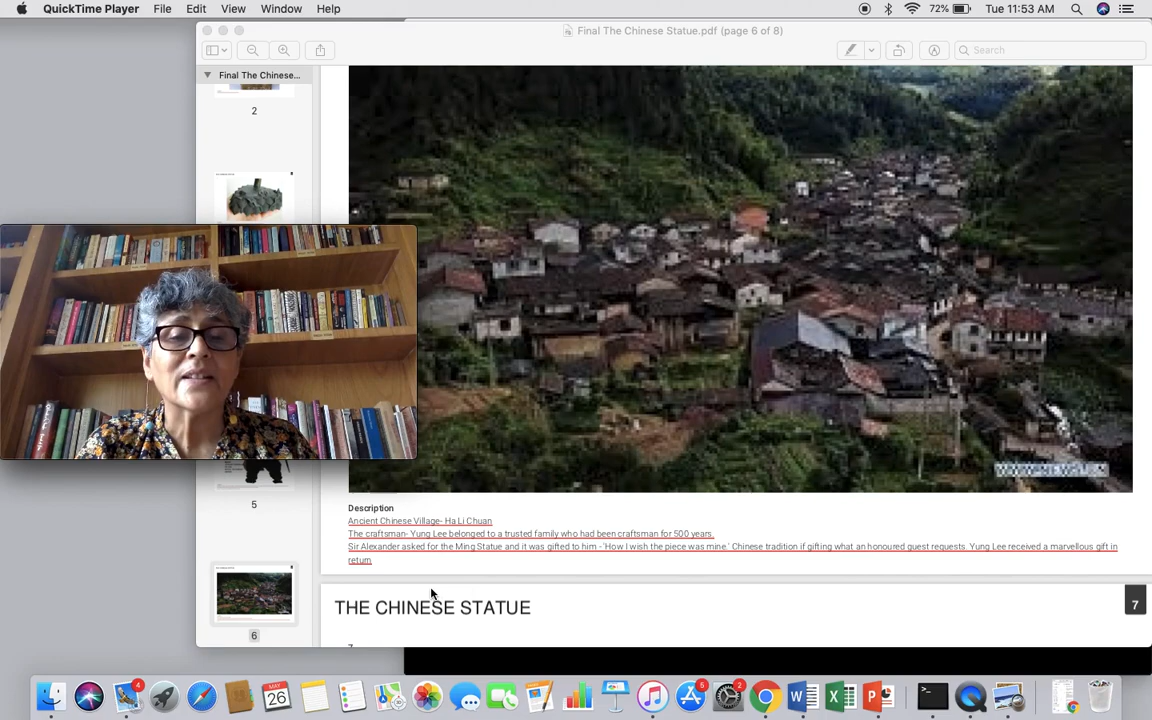 QuickTime Player File Edit View Window Help 72% Tue 11:53 AM
Final The Chinese Statue.pdf (page 6 of 8)
Search
Final The Chinese...
2
5
6
Description
Ancient Chinese Village- Ha Li Chuan
The craftsman- Yung Lee belonged to a trusted family who had been craftsman for 500 years.
Sir Alexander asked for the Ming Statue and it was gifted to him -'How I wish the piece was mine.' Chinese tradition if gifting what an honoured guest requests. Yung Lee received a marvellous gift in
return
THE CHINESE STATUE
7
4
MAY
26
5
2